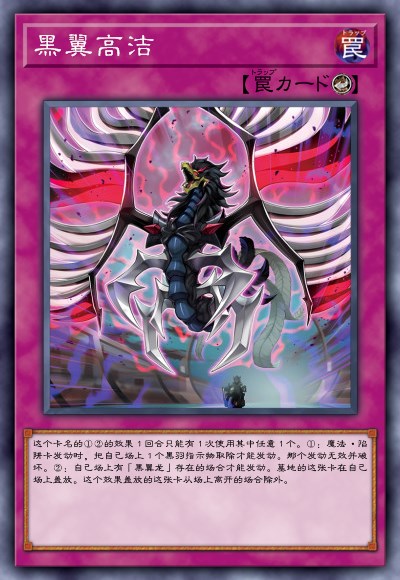 黑翼高洁
トラップ
罠
トラップ
【罠カード】
这个卡名的①②的效果1回合只能有1次使用其中任意1个。①：魔法·陷
阱卡发动时，把自己场上1个黑羽指示物取除才能发动。那个发动无效并破
坏。②：自己场上有「黑翼龙」存在的场合才能发动。墓地的这张卡在自己
场上盖放。这个效果盖放的这张卡从场上离开的场合除外。